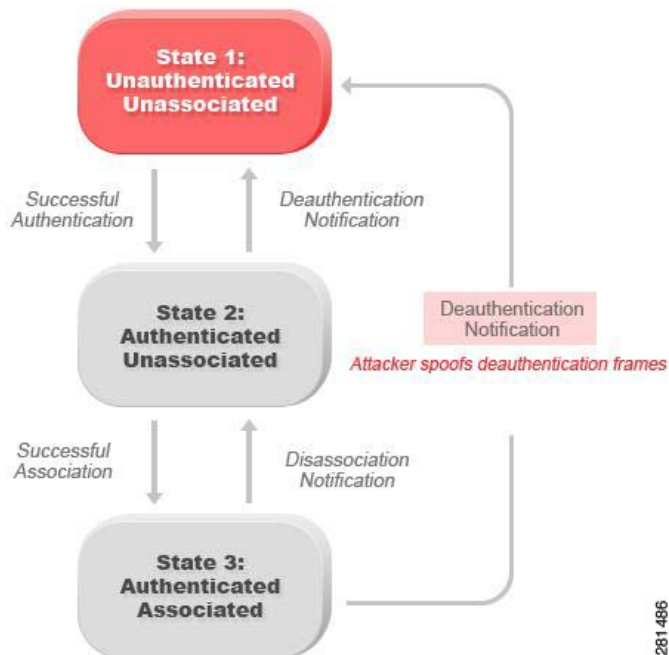 State 1:
Unauthenticated
Unassociated
Successful
Authentication
Deauthentication
Notification
State 2:
Authenticated
Unassociated
Deauthentication
Notification
Attacker spoofs deauthentication frames
Successful
Association
Disassociation
Notification
State 3:
Authenticated
Associated
281486